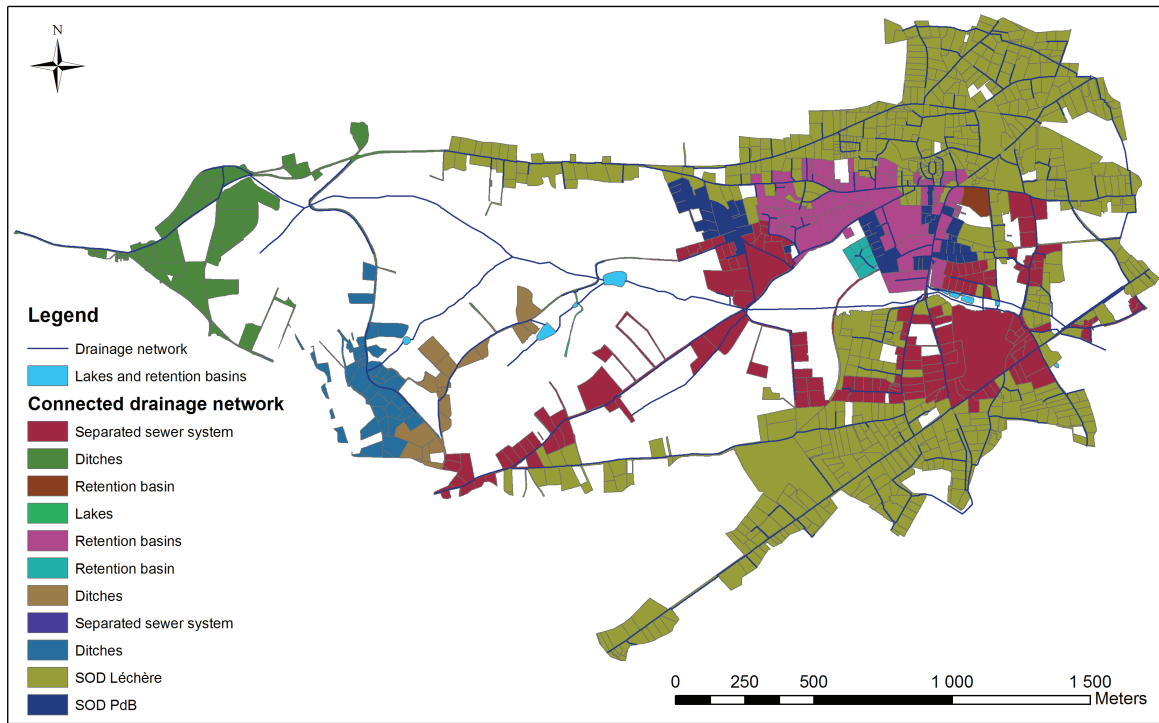 N
Legend
Drainage network
Lakes and retention basins
Connected drainage network
Separated sewer system
Ditches
Retention basin
Lakes
Retention basins
Retention basin
Ditches
Separated sewer system
Ditches
SOD Léchère
SOD PdB
0 250 500 1 000 1 500
Meters